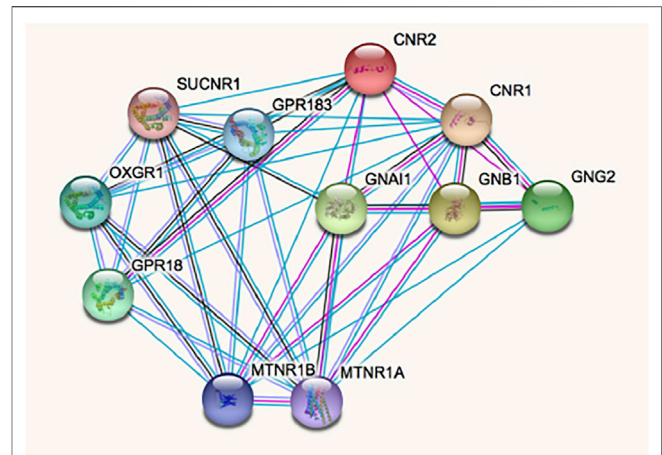 CNR2
SUCNR1
CNR1
GPR183
OXGR1
GNAI1
GNB1
GNG2
GPR18
MTNR1B
MTNR1A